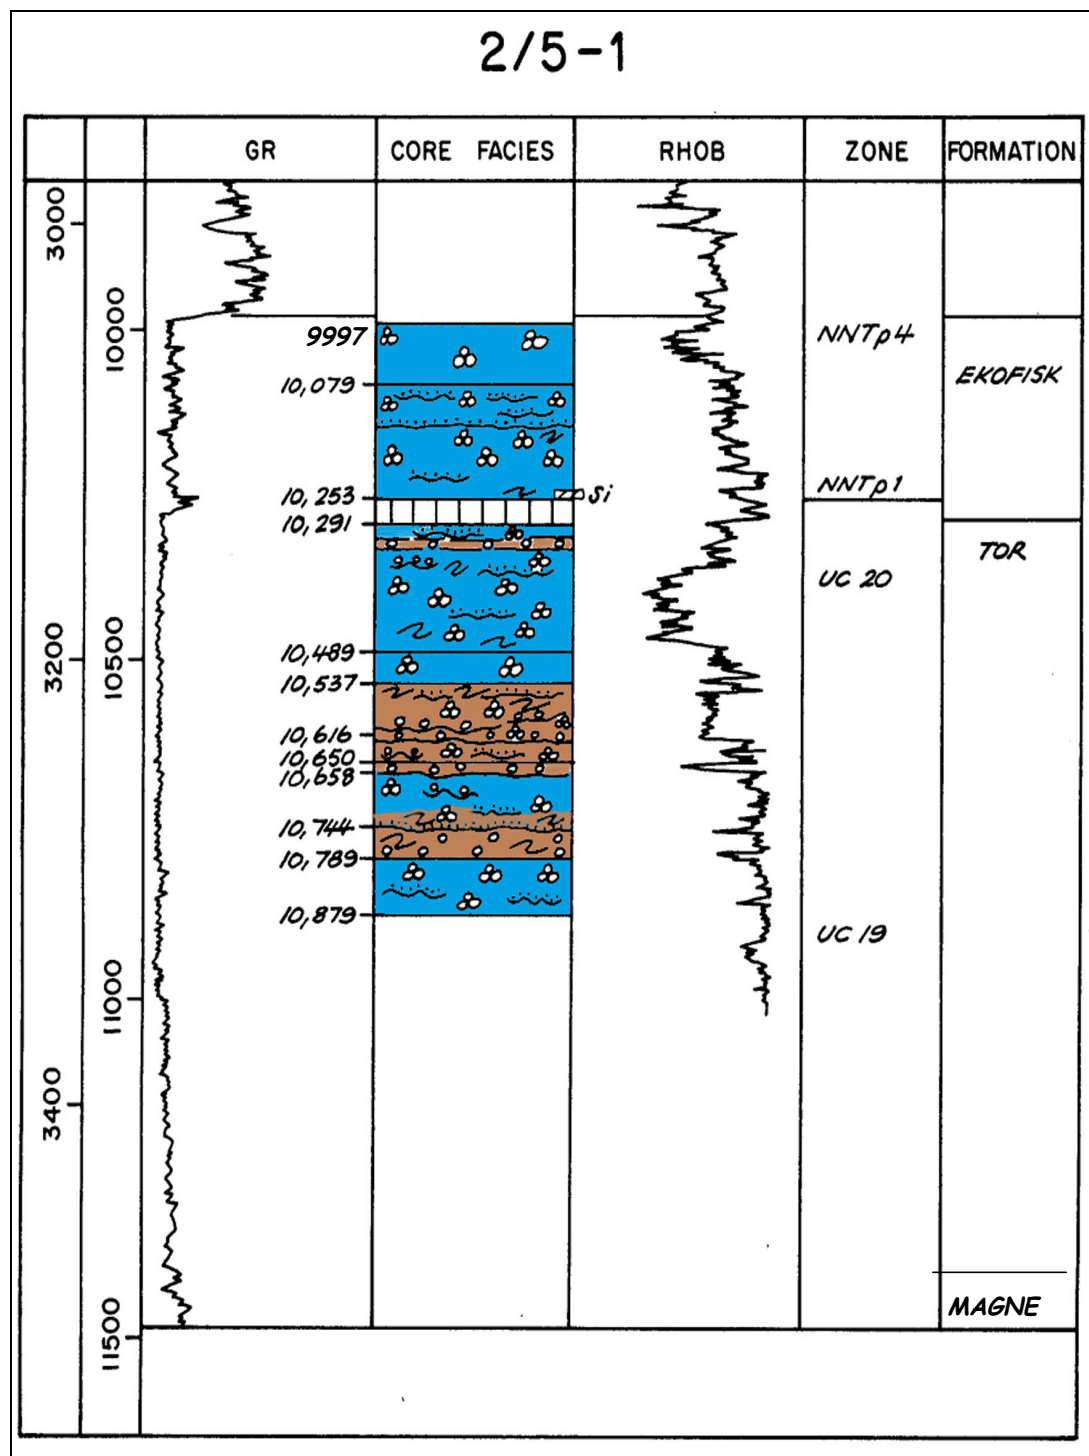 2/5-1
GR
CORE FACIES
RHOB
ZONE
FORMATION
3000
10000
9997
NNTp4
10,079
EKOFISK
NNTp1
10,253
Si
10,291
TOR
UC 20
3200
10500
10,489
10,537
10,616
10,650
10,658
10,744
10,789
10,879
UC 19
11000
3400
MAGNE
11500